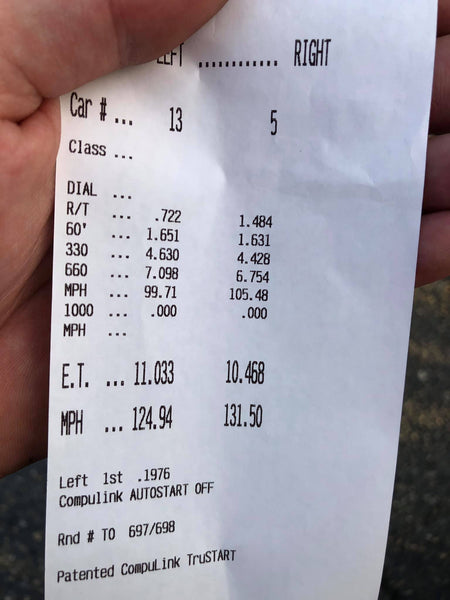 LEFT ............ RIGHT
Car # ... 13 5
Class ...
DIAL ...
R/T ... .722 1.484
60' ... 1.651 1.631
330 ... 4.630 4.428
660 ... 7.098 6.754
MPH ... 99.71 105.48
1000 ... .000 .000
MPH ...
E.T. ... 11.033 10.468
MPH ... 124.94 131.50
Left 1st .1976
Compulink AUTOSTART OFF
Rnd # TO 697/698
Patented CompuLink TruSTART